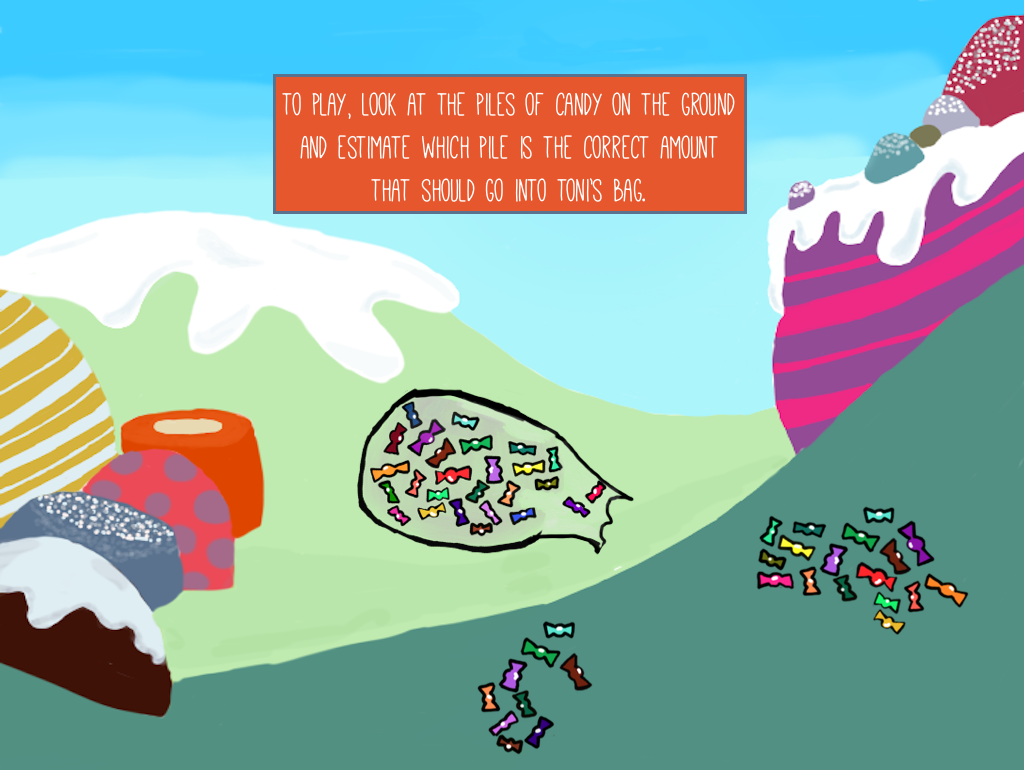 TO PLAY, LOOK AT THE PILES OF CANDY ON THE GROUND
AND ESTIMATE WHICH PILE IS THE CORRECT AMOUNT
THAT SHOULD GO INTO TONI'S BAG.